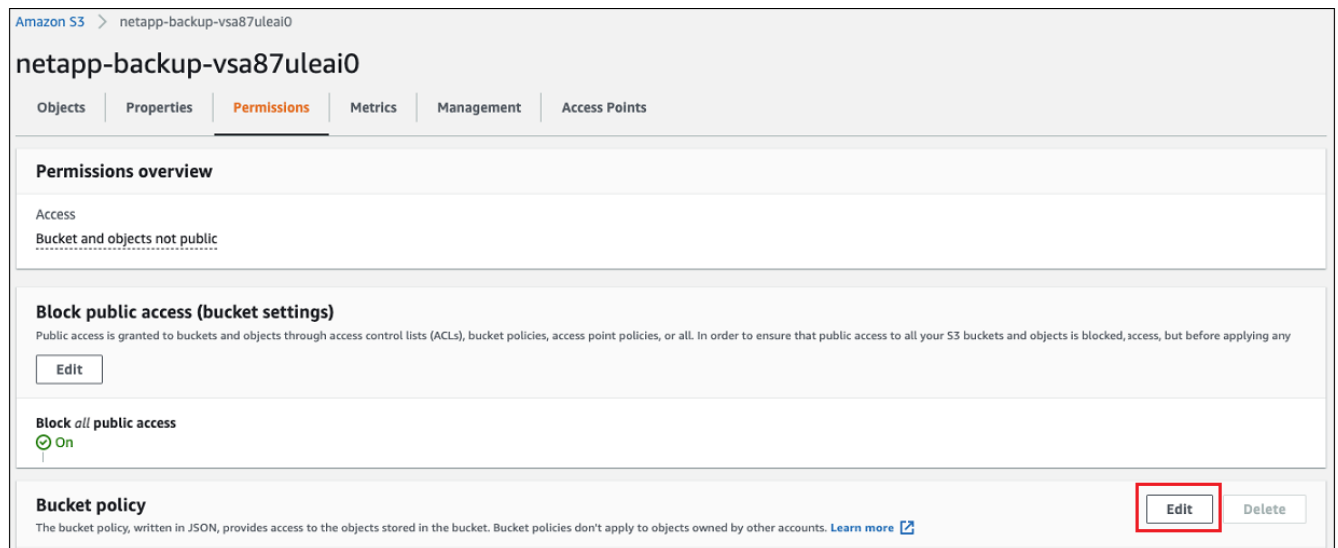 Amazon S3 > netapp-backup-vsa87uleai0
netapp-backup-vsa87uleai0
Objects Properties Permissions Metrics Management Access Points
Permissions overview
Access
Bucket and objects not public
Block public access (bucket settings)
Public access is granted to buckets and objects through access control lists (ACLs), bucket policies, access point policies, or all. In order to ensure that public access to all your S3 buckets and objects is blocked, access, but before applying any
Edit
Block all public access
On
Bucket policy
Edit Delete
The bucket policy, written in JSON, provides access to the objects stored in the bucket. Bucket policies don't apply to objects owned by other accounts. Learn more